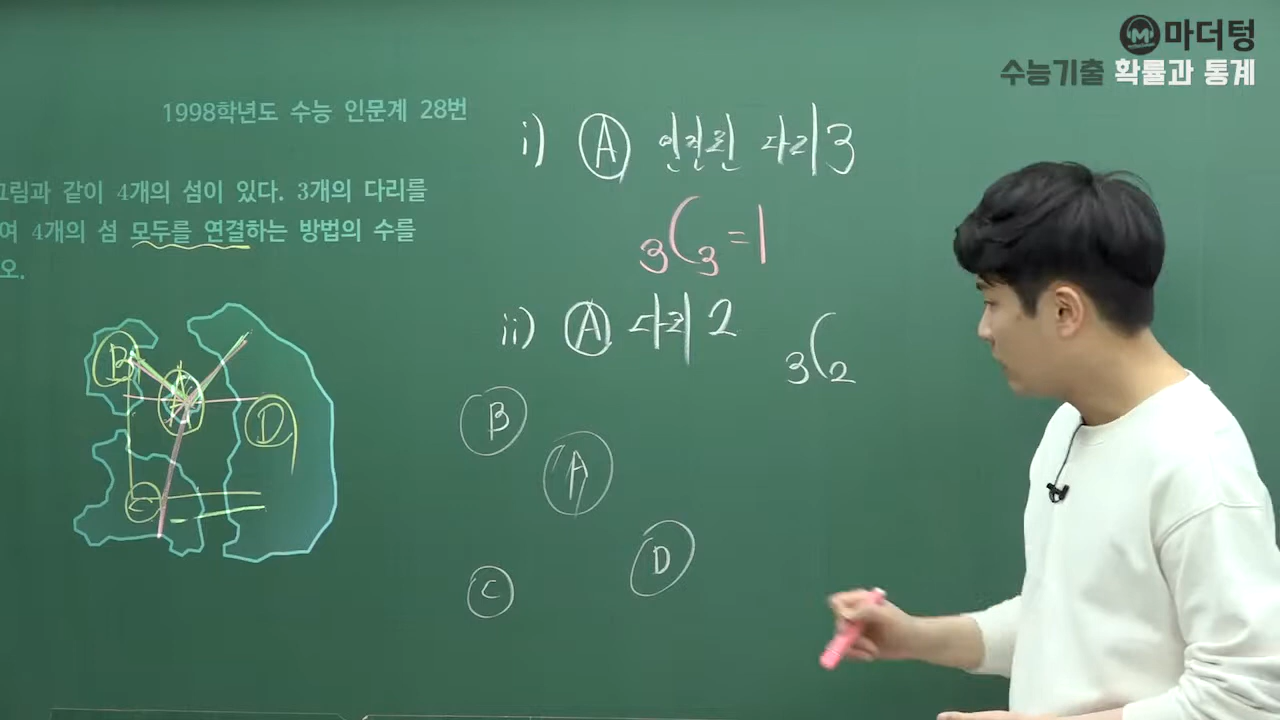 마더텅
수능기출 확률과 통계
1998학년도 수능 인문계 28번
그림과 같이 4개의 섬이 있다. 3개의 다리를
여 4개의 섬 모두를 연결하는 방법의 수를
오.
B
A
D
C
i) A 연결된 다리 3
₃C₃ = 1
ii) A 다리 2 ₃C₂
B
A
D
C